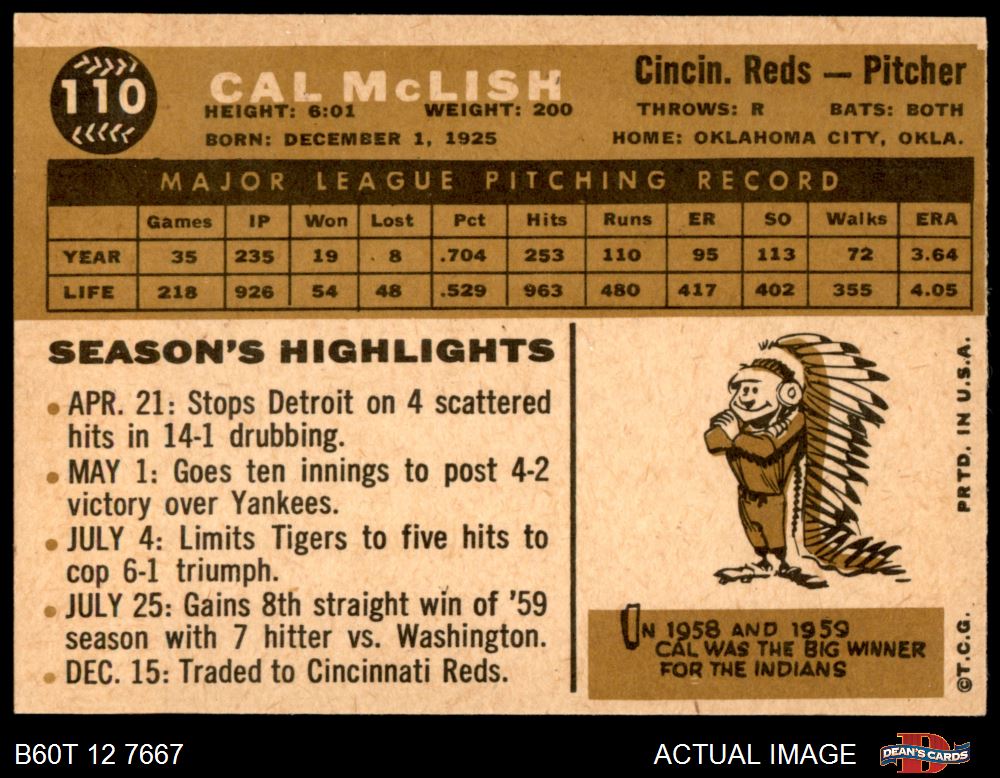 110
CAL McLISH
Cincin. Reds — Pitcher
HEIGHT: 6:01 WEIGHT: 200 THROWS: R BATS: BOTH
BORN: DECEMBER 1, 1925 HOME: OKLAHOMA CITY, OKLA.
MAJOR LEAGUE PITCHING RECORD
Games IP Won Lost Pct Hits Runs ER SO Walks ERA
YEAR 35 235 19 8 .704 253 110 95 113 72 3.64
LIFE 218 926 54 48 .529 963 480 417 402 355 4.05
SEASON'S HIGHLIGHTS
• APR. 21: Stops Detroit on 4 scattered
hits in 14-1 drubbing.
• MAY 1: Goes ten innings to post 4-2
victory over Yankees.
• JULY 4: Limits Tigers to five hits to
cop 6-1 triumph.
• JULY 25: Gains 8th straight win of '59
season with 7 hitter vs. Washington.
• DEC. 15: Traded to Cincinnati Reds.
IN 1958 AND 1959
CAL WAS THE BIG WINNER
FOR THE INDIANS
©T.C.G. PRTD. IN U.S.A.
B60T 12 7667
ACTUAL IMAGE
DEAN'S CARDS